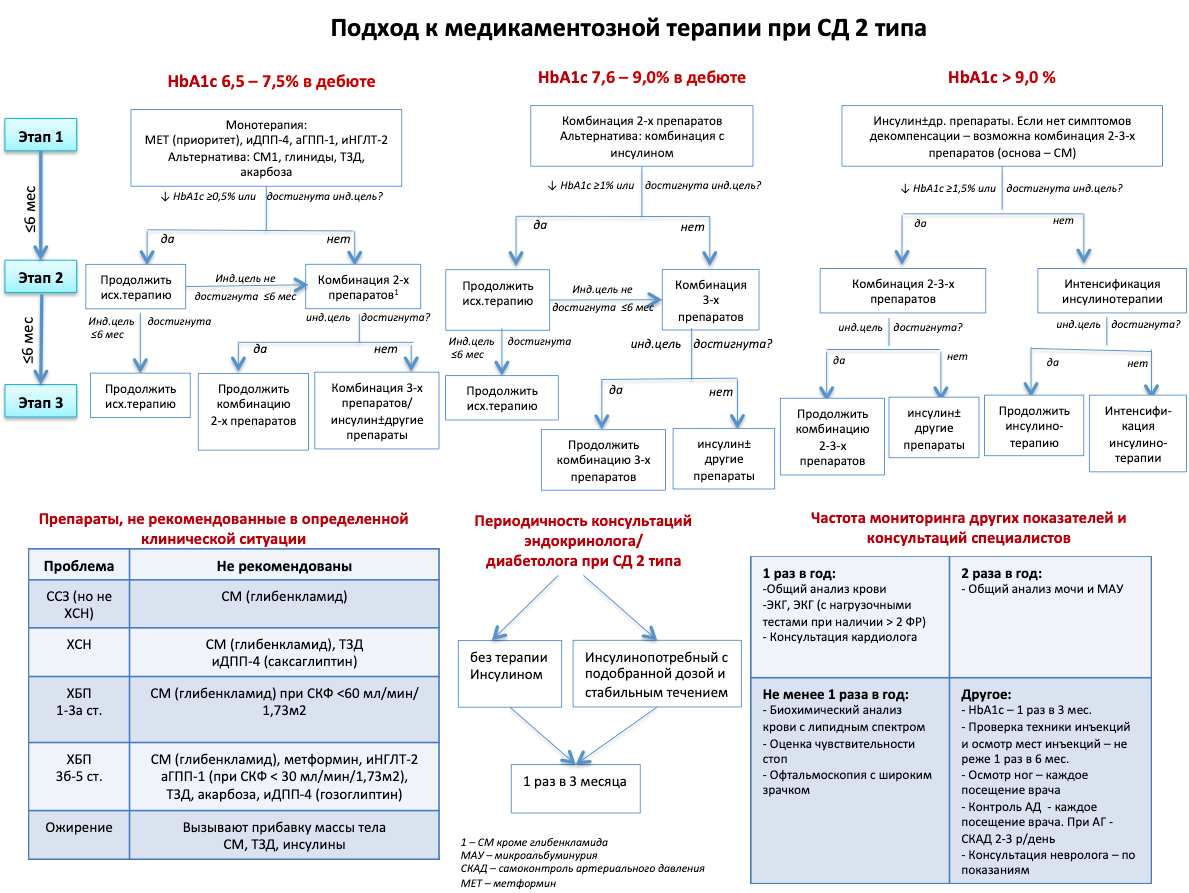 Подход к медикаментозной терапии при СД 2 типа
HbA1c 6,5 – 7,5% в дебюте
HbA1c 7,6 – 9,0% в дебюте
HbA1c > 9,0 %
Этап 1
≤6 мес
Этап 2
≤6 мес
Этап 3
Монотерапия:
МЕТ (приоритет), иДПП-4, аГПП-1, иНГЛТ-2
Альтернатива: СМ1, глиниды, ТЗД,
акарбоза
↓ HbA1c ≥0,5% или достигнута инд.цель?
да
нет
Продолжить
исх.терапию
Инд.цель не
достигнута ≤6 мес
Комбинация 2-х
препаратов1
Инд.цель достигнута
≤6 мес
инд.цель достигнута?
да
нет
Продолжить
исх.терапию
Продолжить
комбинацию
2-х препаратов
Комбинация 3-х
препаратов/
инсулин±другие
препараты
Комбинация 2-х препаратов
Альтернатива: комбинация с
инсулином
↓ HbA1c ≥1% или достигнута инд.цель?
да
нет
Продолжить
исх.терапию
Инд.цель не
достигнута ≤6 мес
Комбинация
3-х
препаратов
Инд.цель достигнута
≤6 мес
инд.цель достигнута?
да
нет
Продолжить
исх.терапию
Продолжить
комбинацию 3-х
препаратов
инсулин±
другие
препараты
Инсулин±др. препараты. Если нет симптомов
декомпенсации – возможна комбинация 2-3-х
препаратов (основа – СМ)
↓ HbA1c ≥1,5% или достигнута инд.цель?
да
нет
Комбинация 2-3-х
препаратов
Интенсификация
инсулинотерапии
инд.цель достигнута?
инд.цель достигнута?
да
нет
да
нет
Продолжить
комбинацию
2-3-х
препаратов
инсулин±
другие
препараты
Продолжить
инсулино-
терапию
Интенсифи-
кация
инсулино-
терапии
Препараты, не рекомендованные в определенной
клинической ситуации
Проблема
Не рекомендованы
ССЗ (но не
ХСН)
СМ (глибенкламид)
ХСН
СМ (глибенкламид), ТЗД
иДПП-4 (саксаглиптин)
ХБП
1-3а ст.
СМ (глибенкламид) при СКФ <60 мл/мин/
1,73м2
ХБП
3б-5 ст.
СМ (глибенкламид), метформин, иНГЛТ-2
аГПП-1 (при СКФ < 30 мл/мин/1,73м2),
ТЗД, акарбоза, иДПП-4 (гозоглиптин)
Ожирение
Вызывают прибавку массы тела
СМ, ТЗД, инсулины
Периодичность консультаций
эндокринолога/
диабетолога при СД 2 типа
без терапии
Инсулином
Инсулинопотребный с
подобранной дозой и
стабильным течением
1 раз в 3 месяца
1 – СМ кроме глибенкламида
МАУ – микроальбуминурия
СКАД – самоконтроль артериального давления
МЕТ – метформин
Частота мониторинга других показателей и
консультаций специалистов
1 раз в год:
-Общий анализ крови
-ЭКГ, ЭКГ (с нагрузочными
тестами при наличии > 2 ФР)
- Консультация кардиолога
2 раза в год:
- Общий анализ мочи и МАУ
Не менее 1 раза в год:
- Биохимический анализ
крови с липидным спектром
- Оценка чувствительности
стоп
- Офтальмоскопия с широким
зрачком
Другое:
- HbA1c – 1 раз в 3 мес.
- Проверка техники инъекций
и осмотр мест инъекций – не
реже 1 раз в 6 мес.
- Осмотр ног – каждое
посещение врача
- Контроль АД - каждое
посещение врача. При АГ -
СКАД 2-3 р/день
- Консультация невролога – по
показаниям